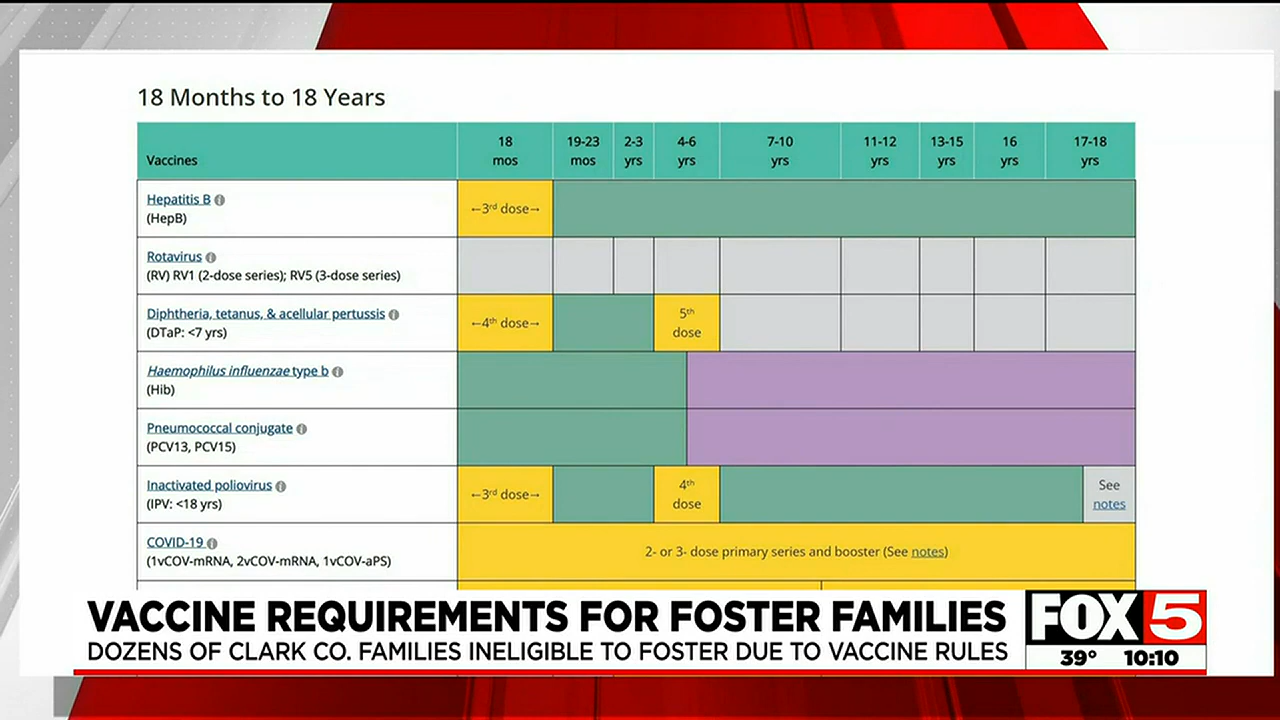 18 Months to 18 Years
Vaccines
18 mos
19-23 mos
2-3 yrs
4-6 yrs
7-10 yrs
11-12 yrs
13-15 yrs
16 yrs
17-18 yrs
Hepatitis B i
(HepB)
←3rd dose→
Rotavirus i
(RV) RV1 (2-dose series); RV5 (3-dose series)
Diphtheria, tetanus, & acellular pertussis i
(DTaP: <7 yrs)
←4th dose→
5th
dose
Haemophilus influenzae type b i
(Hib)
Pneumococcal conjugate i
(PCV13, PCV15)
Inactivated poliovirus i
(IPV: <18 yrs)
←3rd dose→
4th
dose
See
notes
COVID-19 i
(1vCOV-mRNA, 2vCOV-mRNA, 1vCOV-aPS)
2- or 3- dose primary series and booster (See notes)
VACCINE REQUIREMENTS FOR FOSTER FAMILIES
DOZENS OF CLARK CO. FAMILIES INELIGIBLE TO FOSTER DUE TO VACCINE RULES
FOX 5
39° 10:10